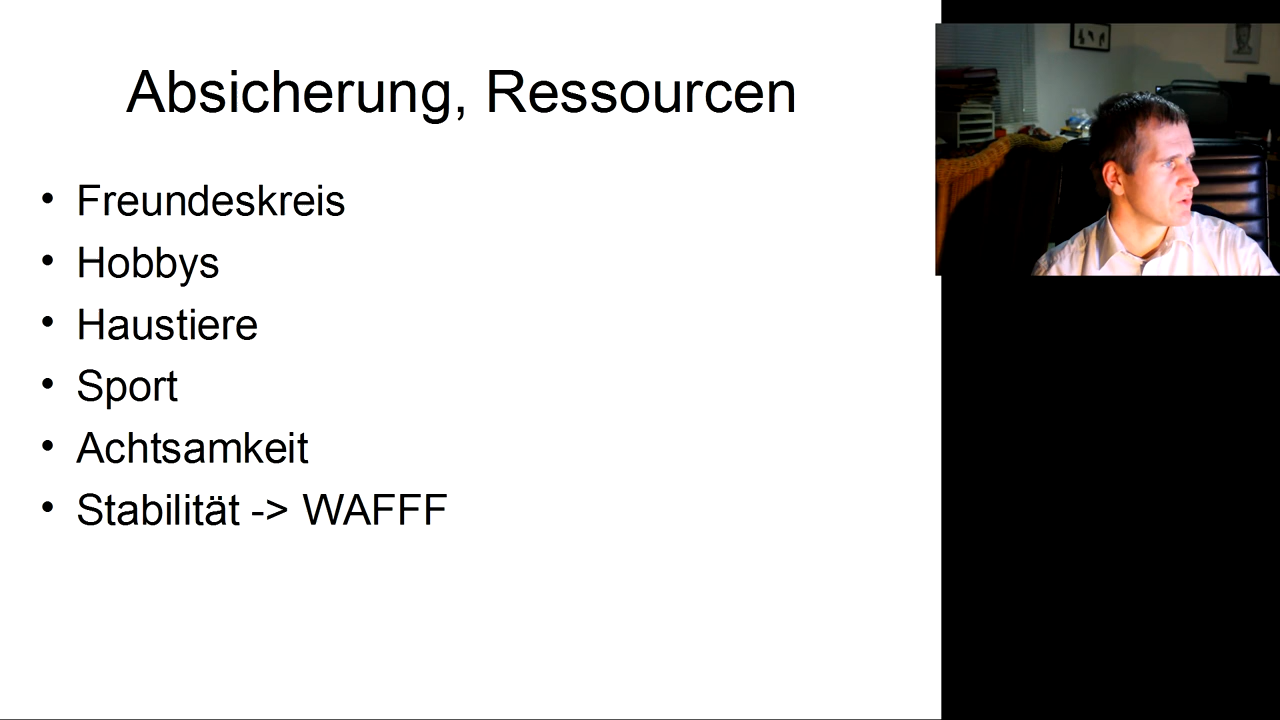 Absicherung, Ressourcen
• Freundeskreis
• Hobbys
• Haustiere
• Sport
• Achtsamkeit
• Stabilität -> WAFFF